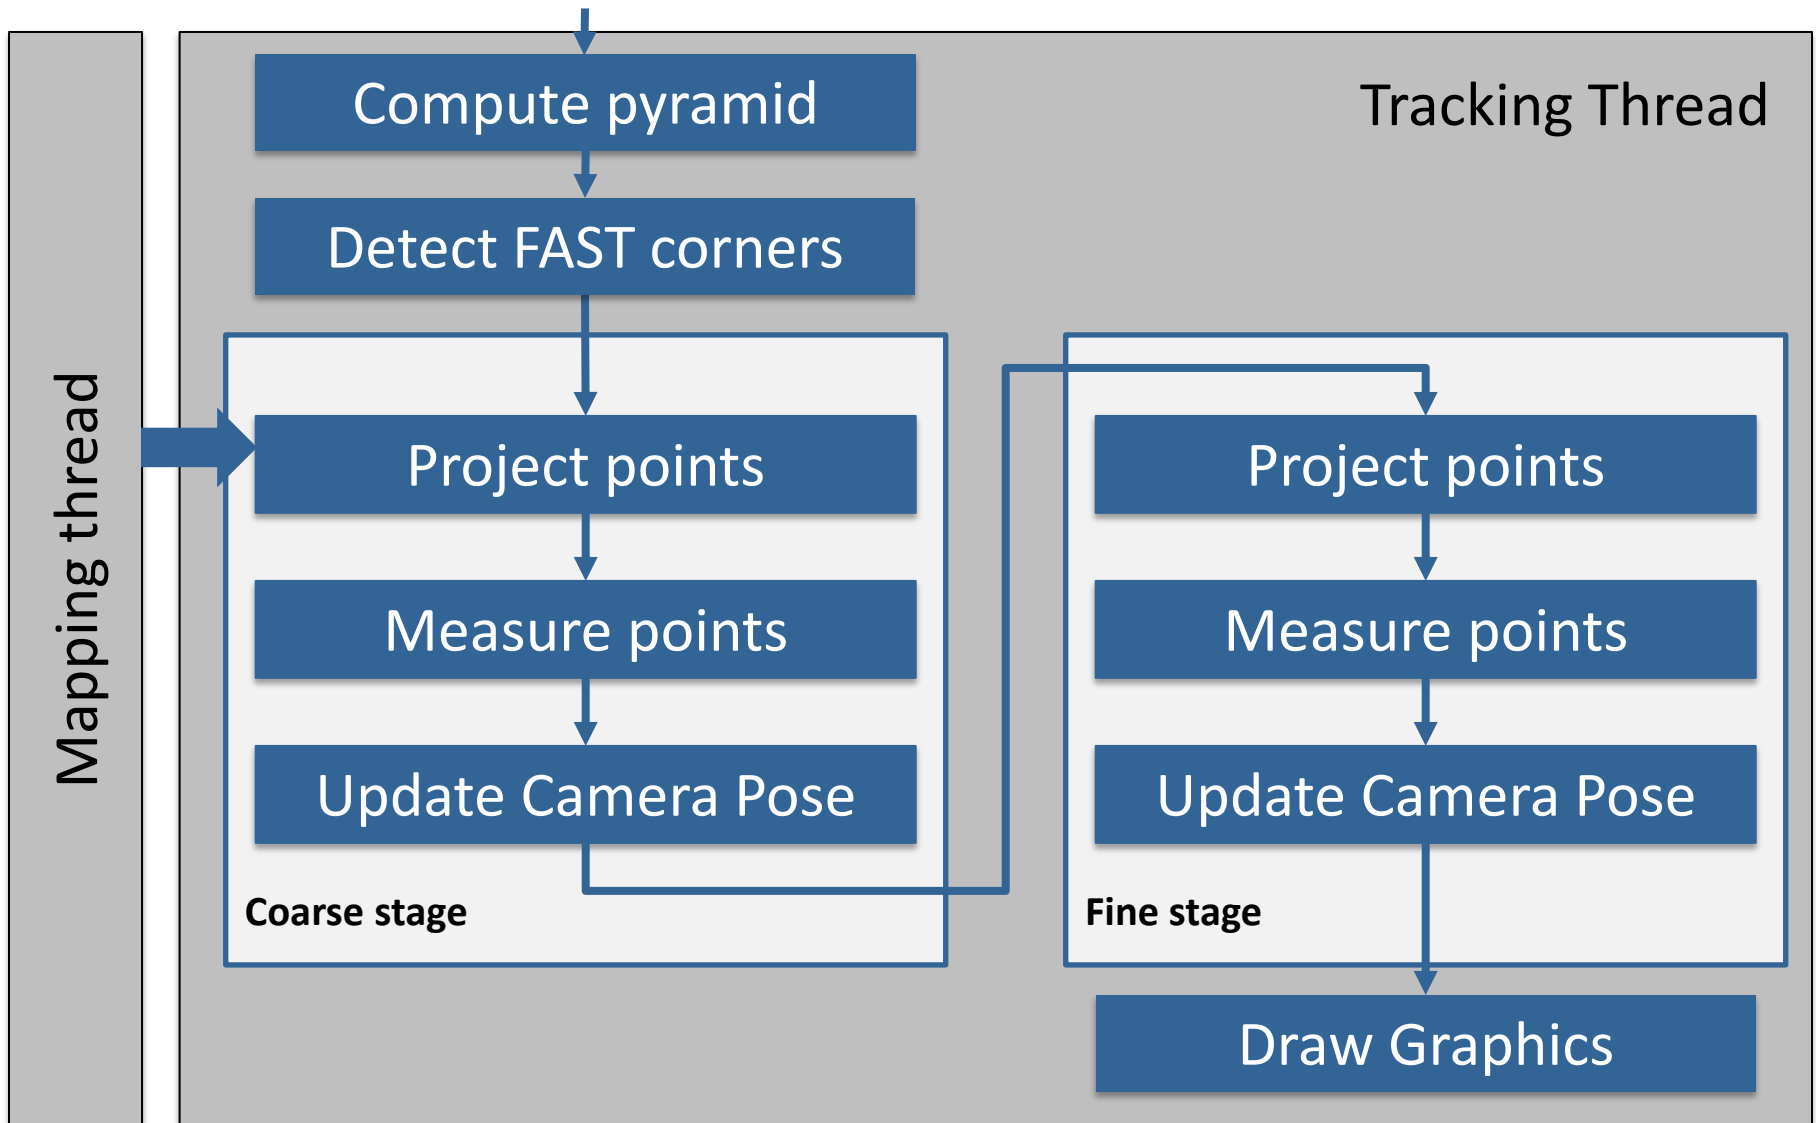 Mapping thread
Tracking Thread
Compute pyramid
Detect FAST corners
Project points
Measure points
Update Camera Pose
Coarse stage
Project points
Measure points
Update Camera Pose
Fine stage
Draw Graphics